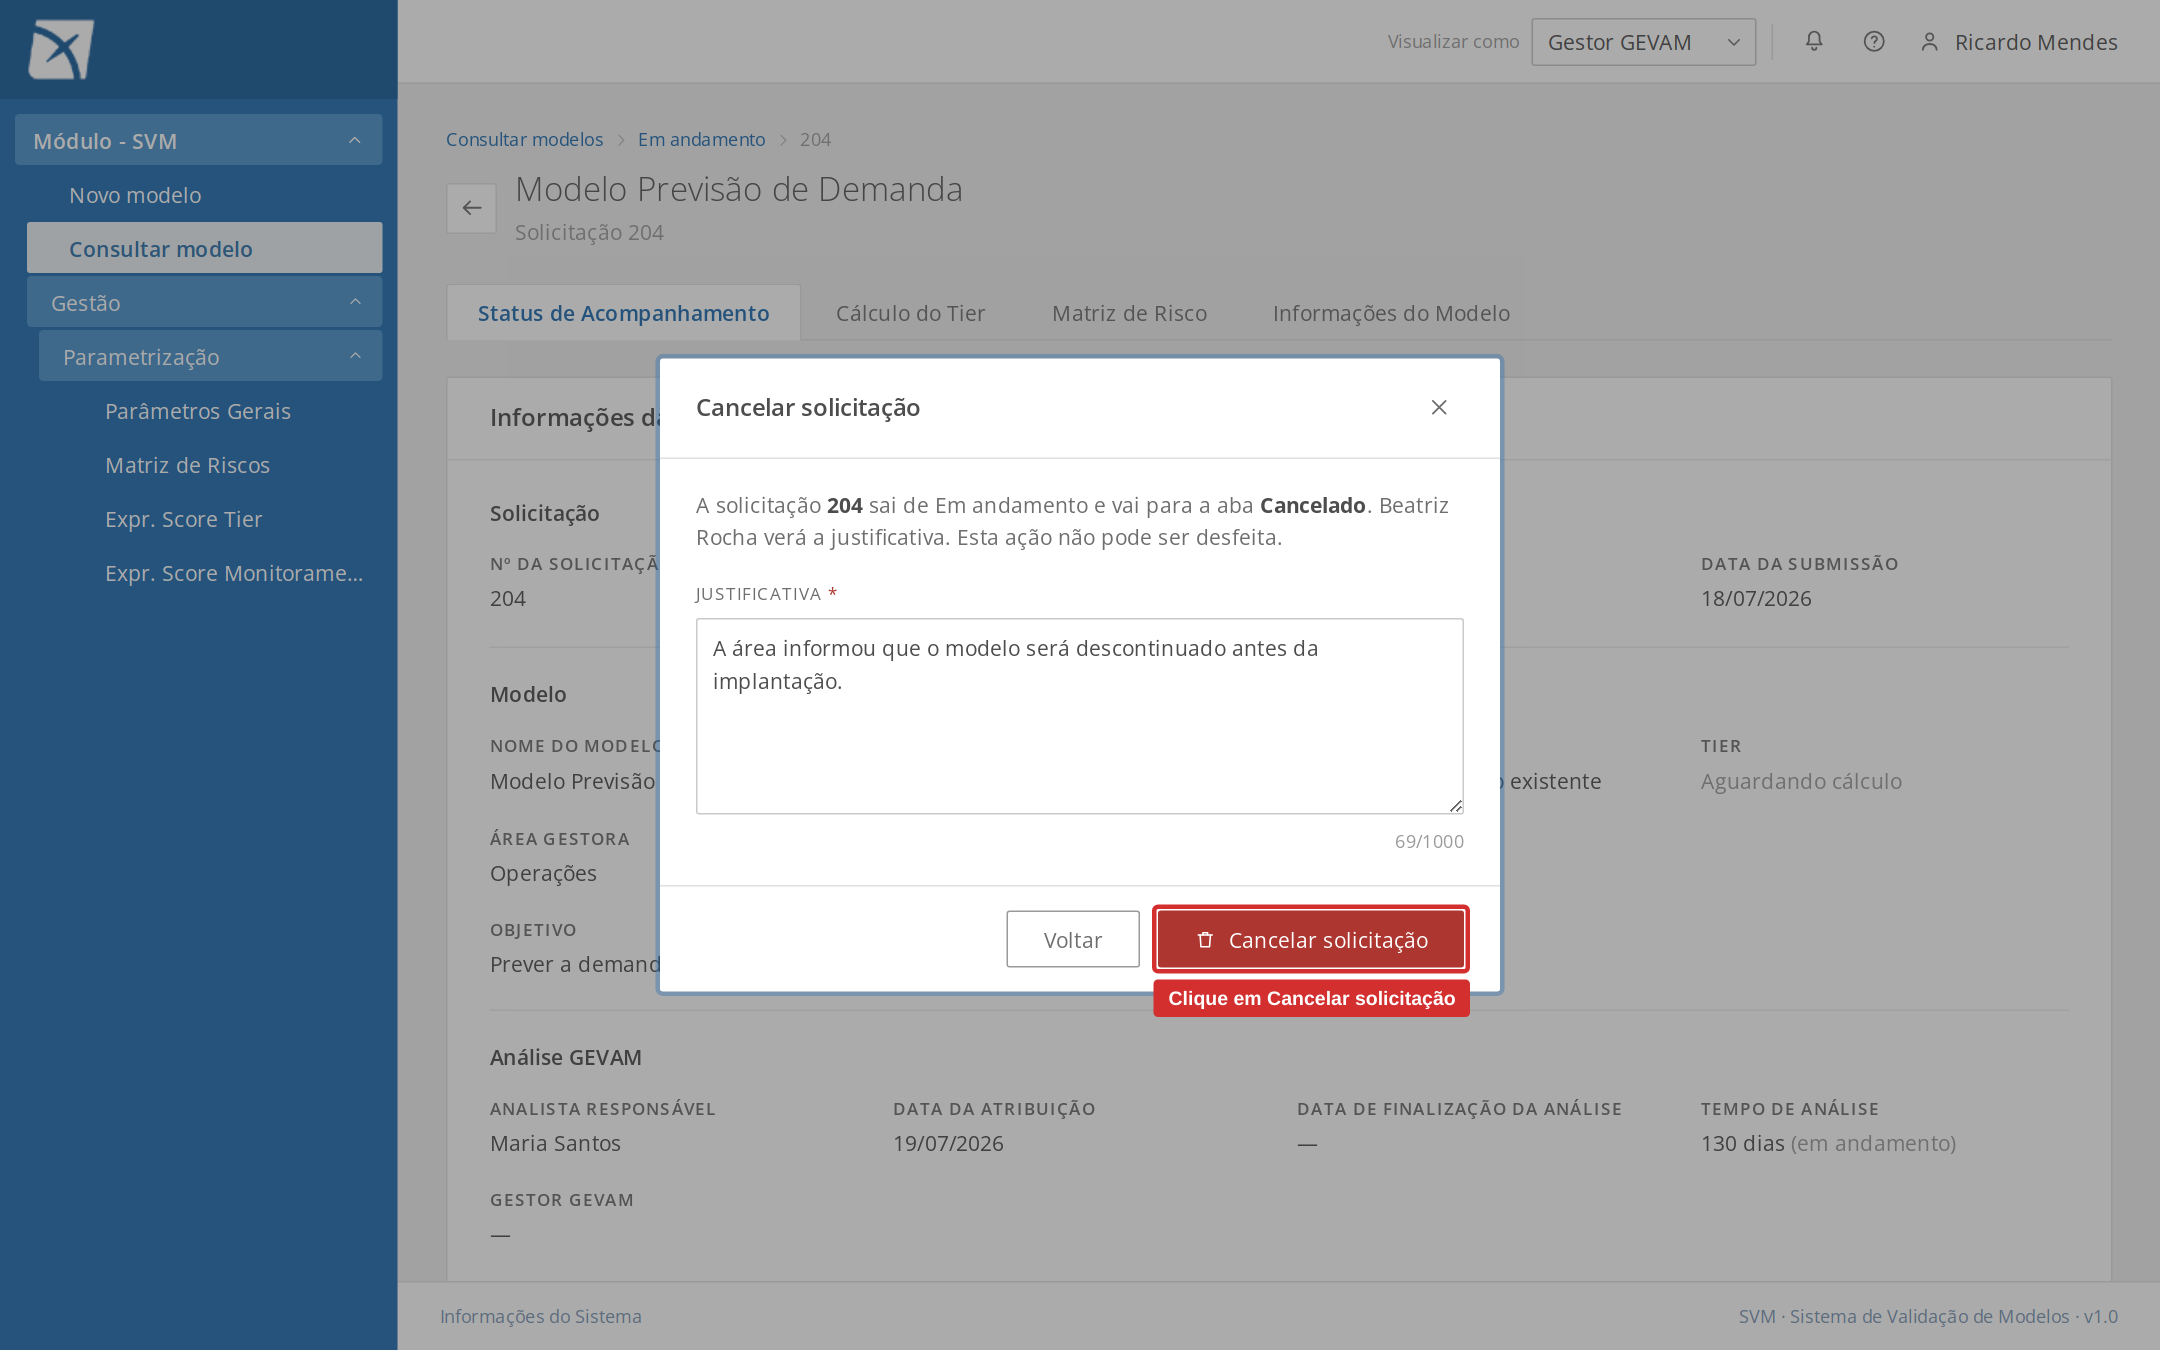 Visualizar como
Gestor GEVAM
Ricardo Mendes
Módulo - SVM
Novo modelo
Consultar modelo
Gestão
Parametrização
Parâmetros Gerais
Matriz de Riscos
Expr. Score Tier
Expr. Score Monitorame...
Consultar modelos
Em andamento
204
Modelo Previsão de Demanda
Solicitação 204
Status de Acompanhamento
Cálculo do Tier
Matriz de Risco
Informações do Modelo
Informações da
Solicitação
Nº DA SOLICITAÇÃ
204
DATA DA SUBMISSÃO
18/07/2026
Modelo
NOME DO MODELO
Modelo Previsão
existente
TIER
Aguardando cálculo
ÁREA GESTORA
Operações
OBJETIVO
Prever a demand
Cancelar solicitação
A solicitação 204 sai de Em andamento e vai para a aba Cancelado. Beatriz
Rocha verá a justificativa. Esta ação não pode ser desfeita.
JUSTIFICATIVA *
A área informou que o modelo será descontinuado antes da
implantação.
69/1000
Voltar
Cancelar solicitação
Clique em Cancelar solicitação
Análise GEVAM
ANALISTA RESPONSÁVEL
Maria Santos
DATA DA ATRIBUIÇÃO
19/07/2026
DATA DE FINALIZAÇÃO DA ANÁLISE
—
TEMPO DE ANÁLISE
130 dias (em andamento)
GESTOR GEVAM
—
Informações do Sistema
SVM · Sistema de Validação de Modelos · v1.0